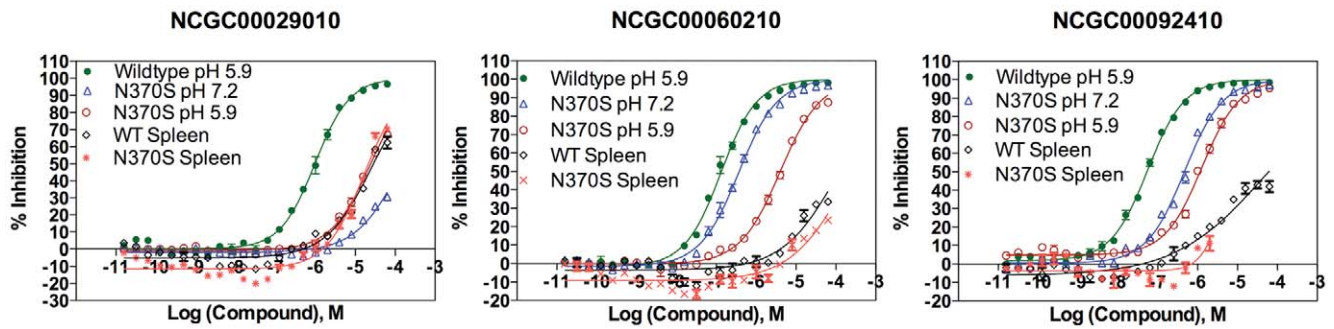 NCGC00029010
% Inhibition
110
100
90
80
70
60
50
40
30
20
10
0
-10
-20
-30
Wildtype pH 5.9
N370S pH 7.2
N370S pH 5.9
WT Spleen
N370S Spleen
-11 -10 -9 -8 -7 -6 -5 -4 -3
Log (Compound), M
NCGC00060210
% Inhibition
110
100
90
80
70
60
50
40
30
20
10
0
-10
-20
Wildtype pH 5.9
N370S pH 7.2
N370S pH 5.9
WT Spleen
N370S Spleen
-11 -10 -9 -8 -7 -6 -5 -4 -3
Log (Compound), M
NCGC00092410
% Inhibition
110
100
90
80
70
60
50
40
30
20
10
0
-10
-20
Wildtype pH 5.9
N370S pH 7.2
N370S pH 5.9
WT Spleen
N370S Spleen
-11 -10 -9 -8 -7 -6 -5 -4 -3
Log (Compound), M